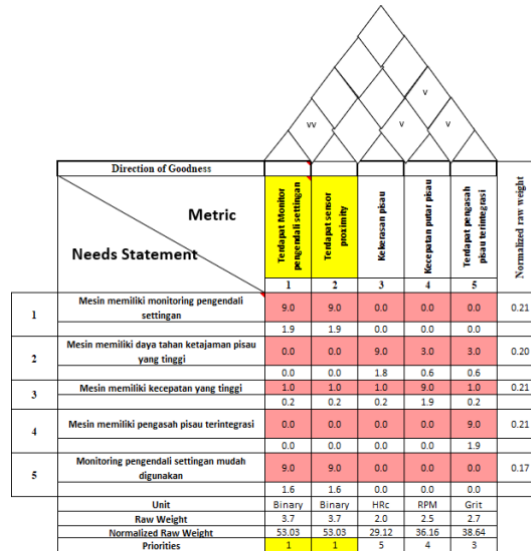 v
vv
v
v
Direction of Goodness
Metric
Needs Statement
Terdapat Monitor pengendali settingan
Terdapat sensor proximity
Kekerasan pisau
Kecepatan putar pisau
Terdapat pengasah pisau terintegrasi
Normalized raw weight
1 2 3 4 5
1 Mesin memiliki monitoring pengendali settingan 9.0 9.0 0.0 0.0 0.0 0.21
1.9 1.9 0.0 0.0 0.0
2 Mesin memiliki daya tahan ketajaman pisau yang tinggi 0.0 0.0 9.0 3.0 3.0 0.20
0.0 0.0 1.8 0.6 0.6
3 Mesin memiliki kecepatan yang tinggi 1.0 1.0 1.0 9.0 1.0 0.21
0.2 0.2 0.2 1.9 0.2
4 Mesin memiliki pengasah pisau terintegrasi 0.0 0.0 0.0 0.0 9.0 0.21
0.0 0.0 0.0 0.0 1.9
5 Monitoring pengendali settingan mudah digunakan 9.0 9.0 0.0 0.0 0.0 0.17
1.6 1.6 0.0 0.0 0.0
Unit Binary Binary HRc RPM Grit
Raw Weight 3.7 3.7 2.0 2.5 2.7
Normalized Raw Weight 53.03 53.03 29.12 36.16 38.64
Priorities 1 1 5 4 3